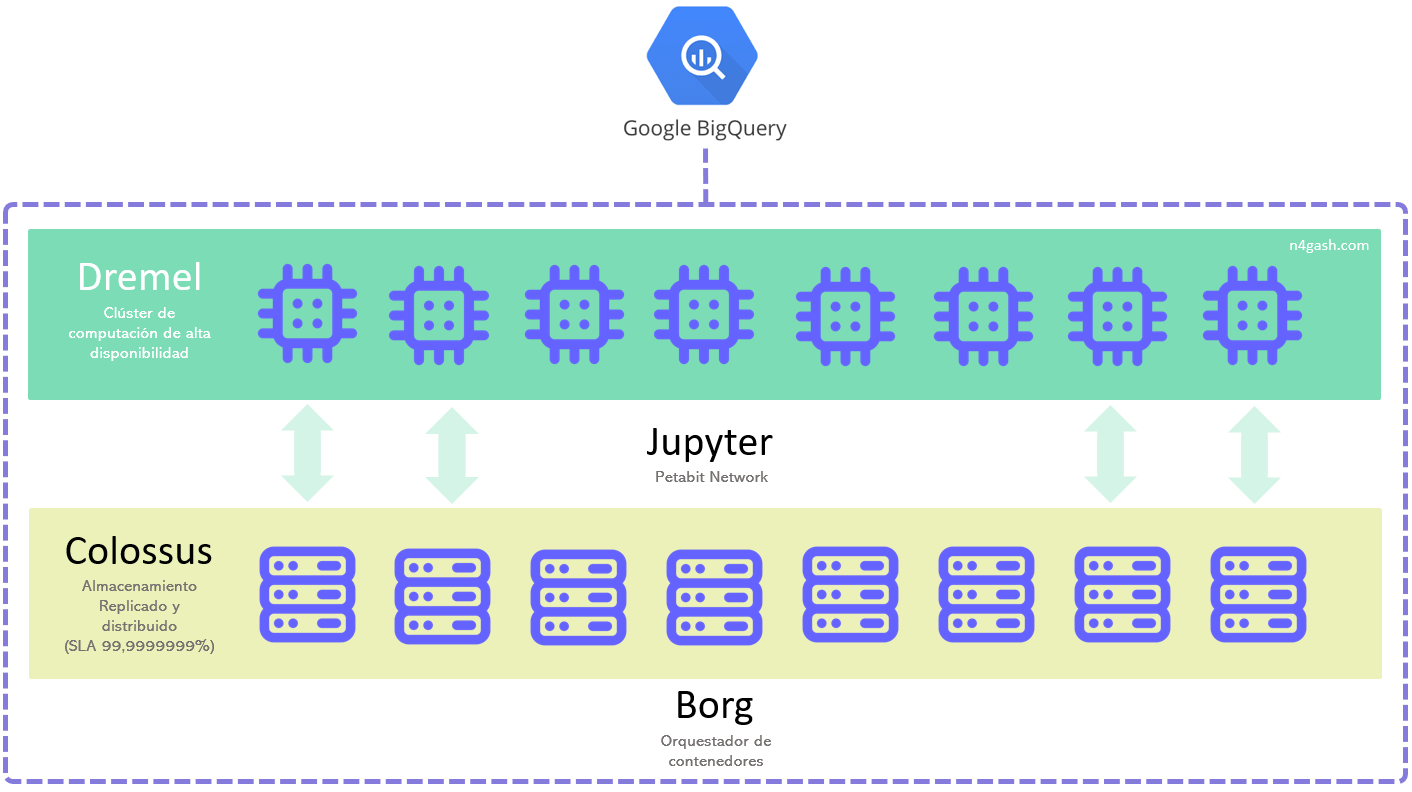 Google BigQuery
n4gash.com
Dremel
Clúster de
computación de alta
disponibilidad
Jupyter
Petabit Network
Colossus
Almacenamiento
Replicado y
distribuido
(SLA 99,9999999%)
Borg
Orquestador de
contenedores